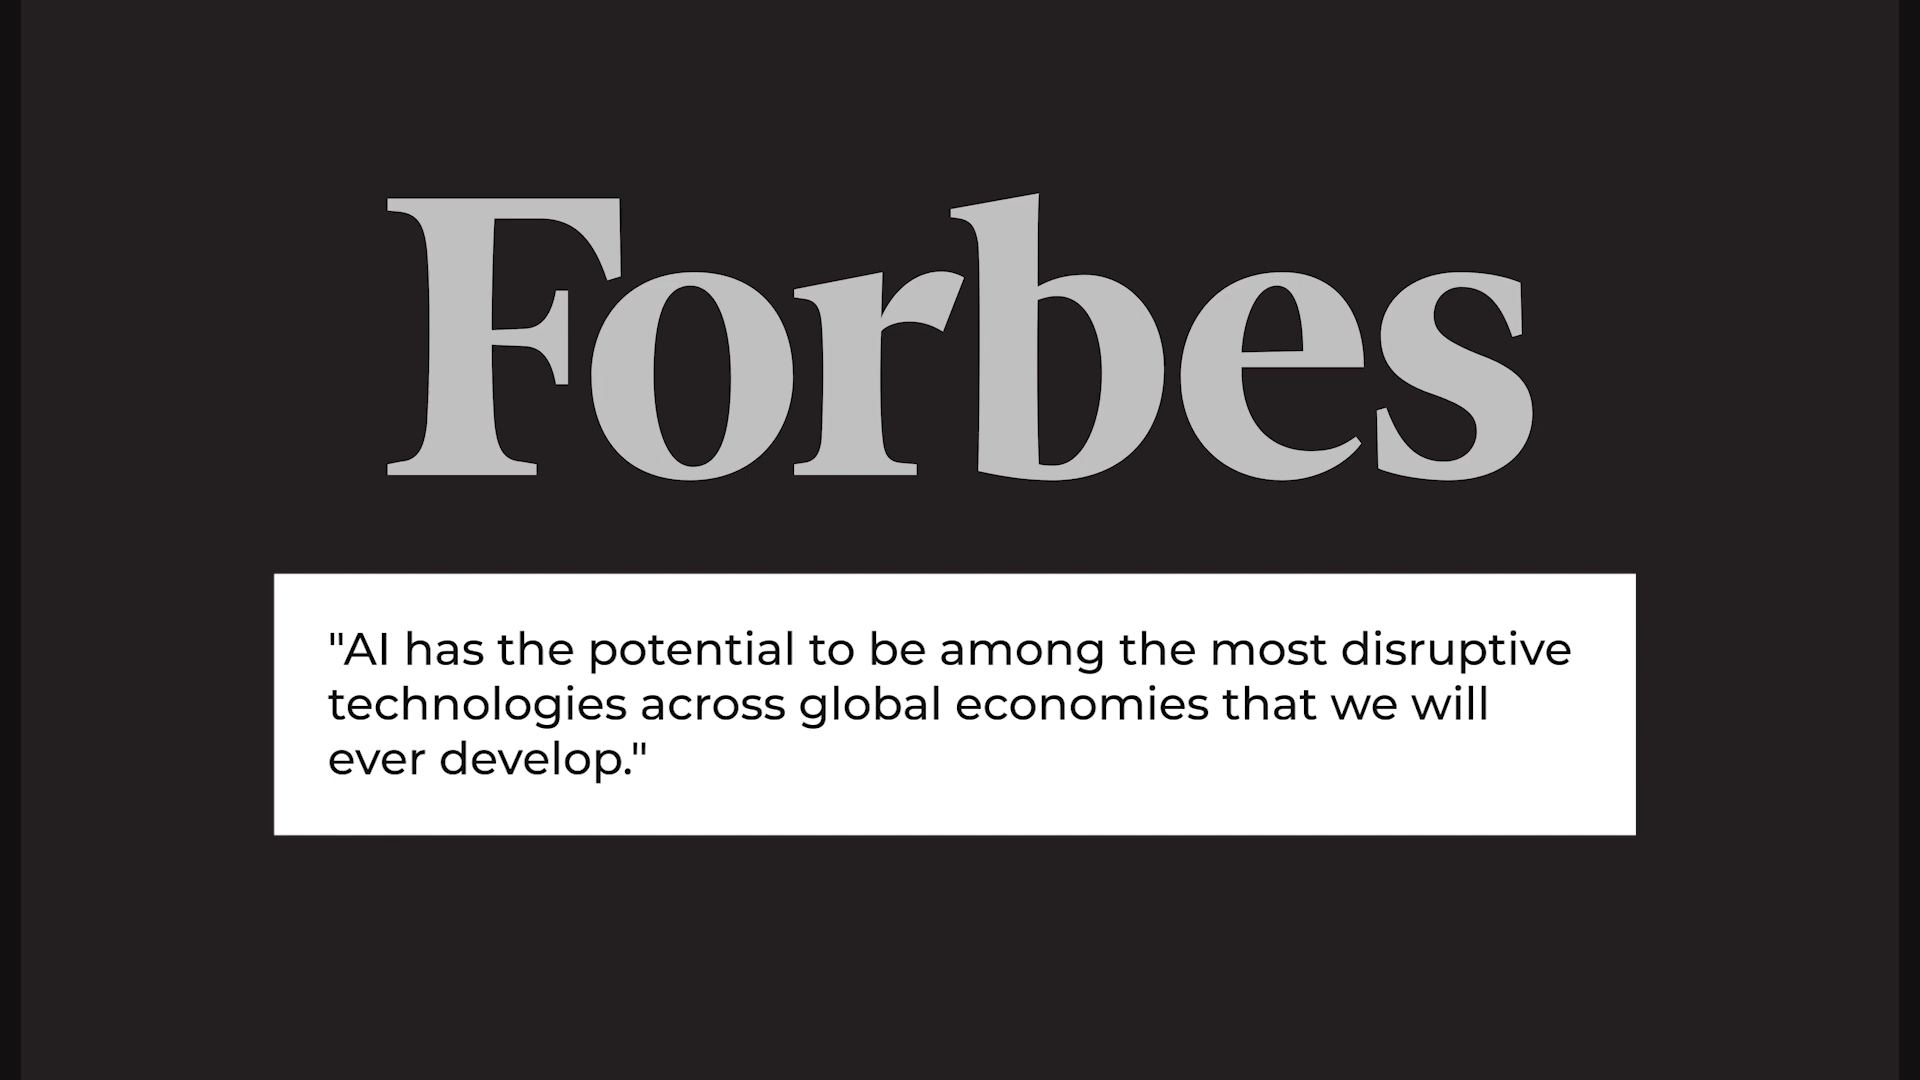 Forbes
"AI has the potential to be among the most disruptive
technologies across global economies that we will
ever develop."